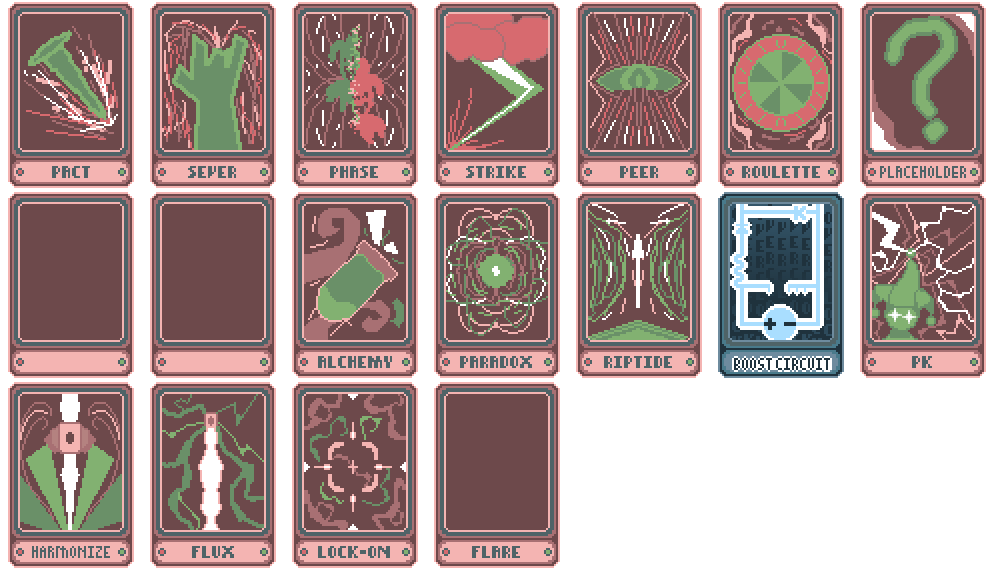 PACT
SEVER
PHASE
STRIKE
PEER
ROULETTE
?
PLACEHOLDER
ALCHEMY
PARADOX
RIPTIDE
BOOST CIRCUIT
PK
HARMONIZE
FLUX
LOCK-ON
FLARE